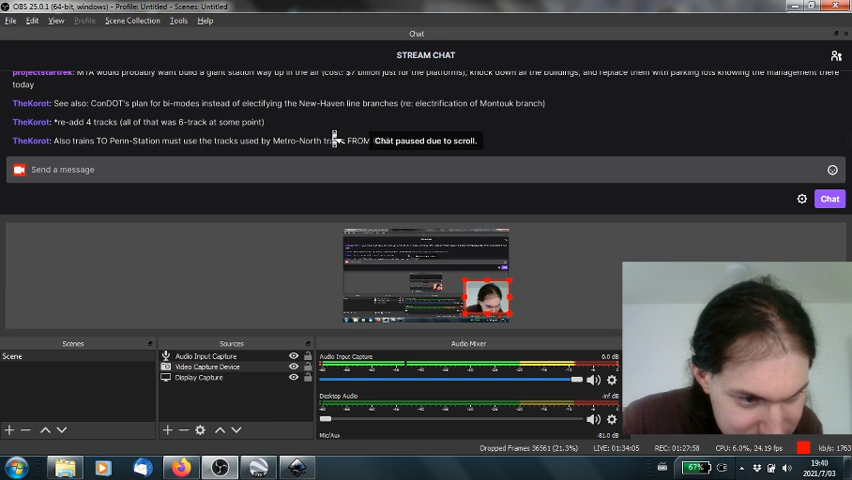 OBS 25.0.1 (64-bit, windows) - Profile: Untitled - Scenes: Untitled
File Edit View Profile Scene Collection Tools Help
Chat
STREAM CHAT
projectstartrek: MTA would probably want build a giant station way up in the air (cost: $7 billion just for the platforms), knock down all the buildings, and replace them with parking lots knowing the management there
today
TheKorot: See also: ConDOT's plan for bi-modes instead of electifying the New-Haven line branches (re: electrification of Montouk branch)
TheKorot: *re-add 4 tracks (all of that was 6-track at some point)
TheKorot: Also trains TO Penn-Station must use the tracks used by Metro-North FROM
Chat paused due to scroll.
Send a message
Chat
Scenes
Sources
Audio Mixer
Scene
Audio Input Capture
Video Capture Device
Display Capture
Audio Input Capture 0.0 dB
Desktop Audio -inf dB
Mic/Aux -81.0 dB
Dropped Frames 36561 (21.3%) LIVE: 01:34:05 REC: 01:27:58 CPU: 6.0%, 24.19 fps kb/s: 1763
67%
19:40
2021/7/03